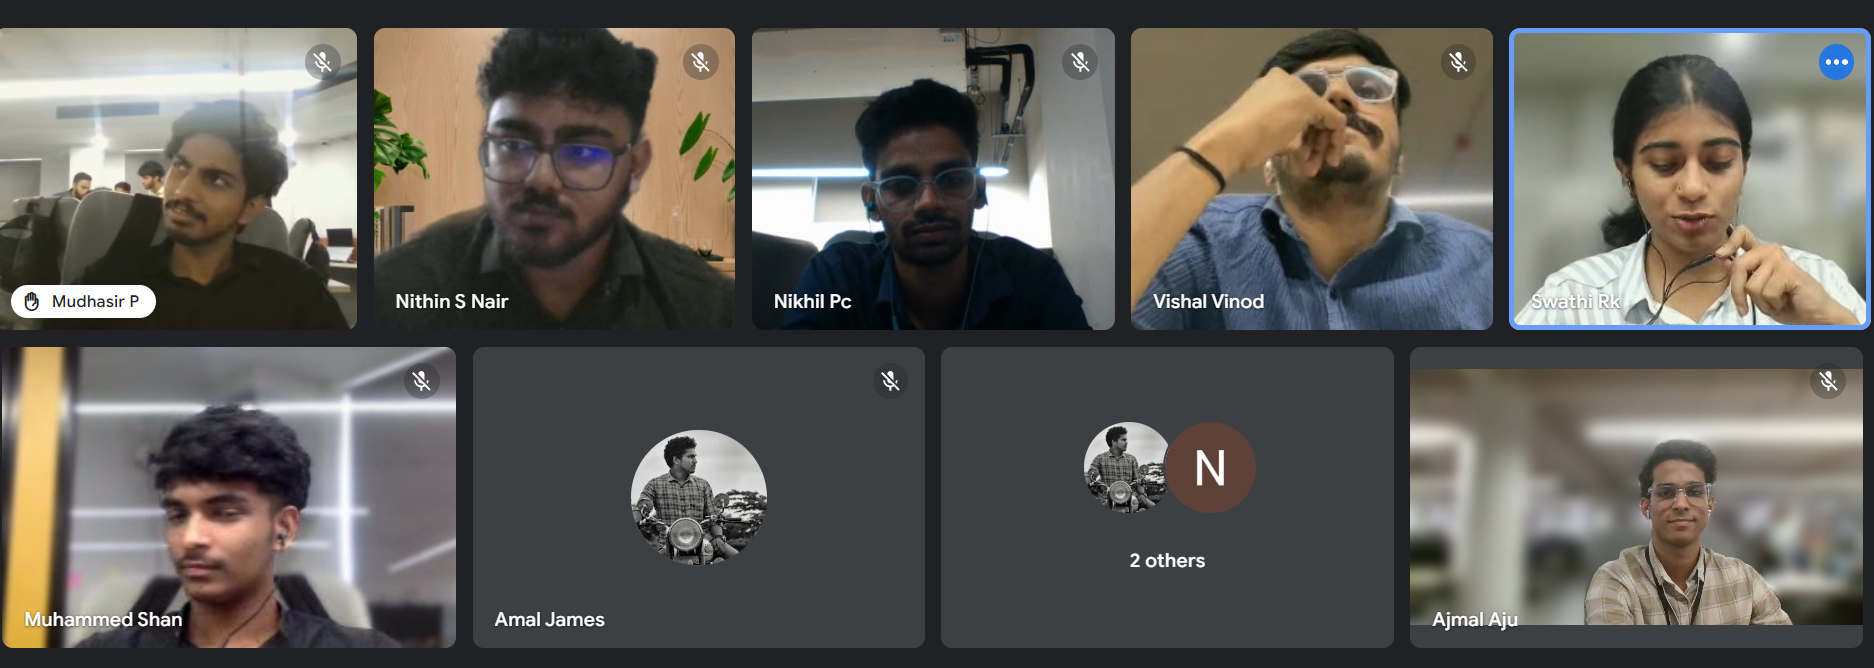 Mudhasir P
Nithin S Nair
Nikhil Pc
Vishal Vinod
Swathi Rk
Muhammed Shan
Amal James
N
2 others
Ajmal Aju